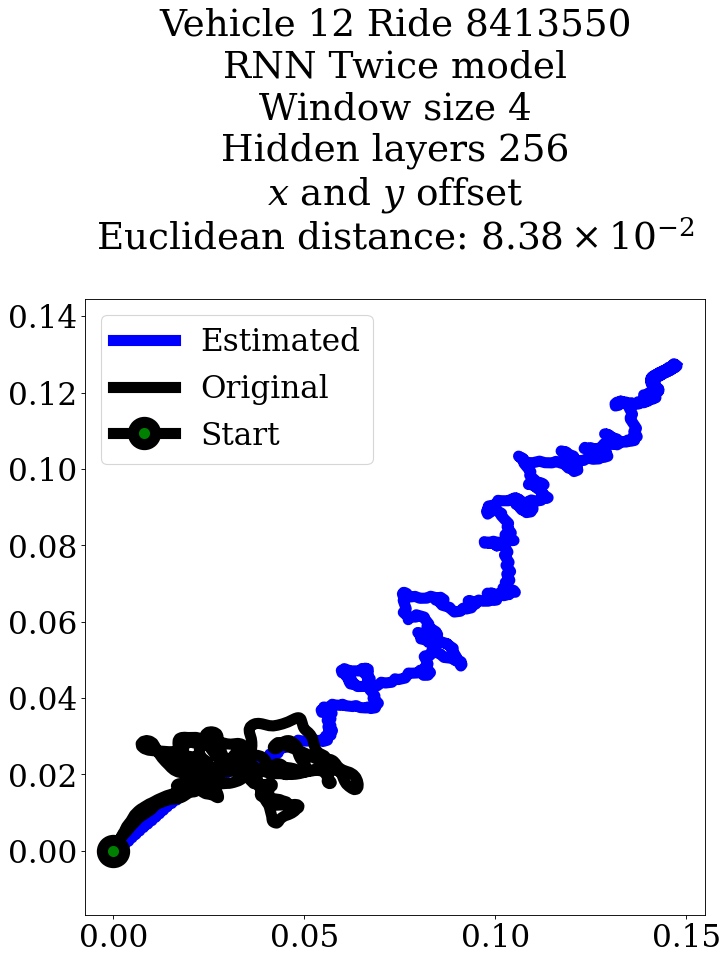 Vehicle 12 Ride 8413550
RNN Twice model
Window size 4
Hidden layers 256
x and y offset
Euclidean distance: 8.38 × 10⁻²
Estimated
Original
Start
0.14
0.12
0.10
0.08
0.06
0.04
0.02
0.00
0.00 0.05 0.10 0.15